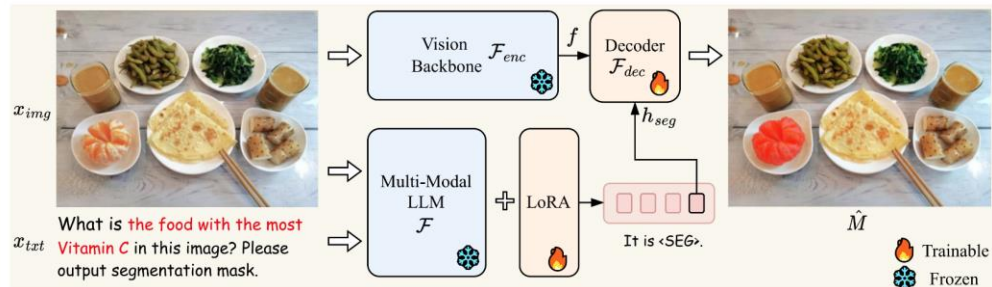 x_img
What is the food with the most
Vitamin C in this image? Please
output segmentation mask.
x_txt
Vision
Backbone
F_enc
f
Decoder
F_dec
h_seg
Multi-Modal
LLM
F
LoRA
It is <SEG>.
M̂
Trainable
Frozen